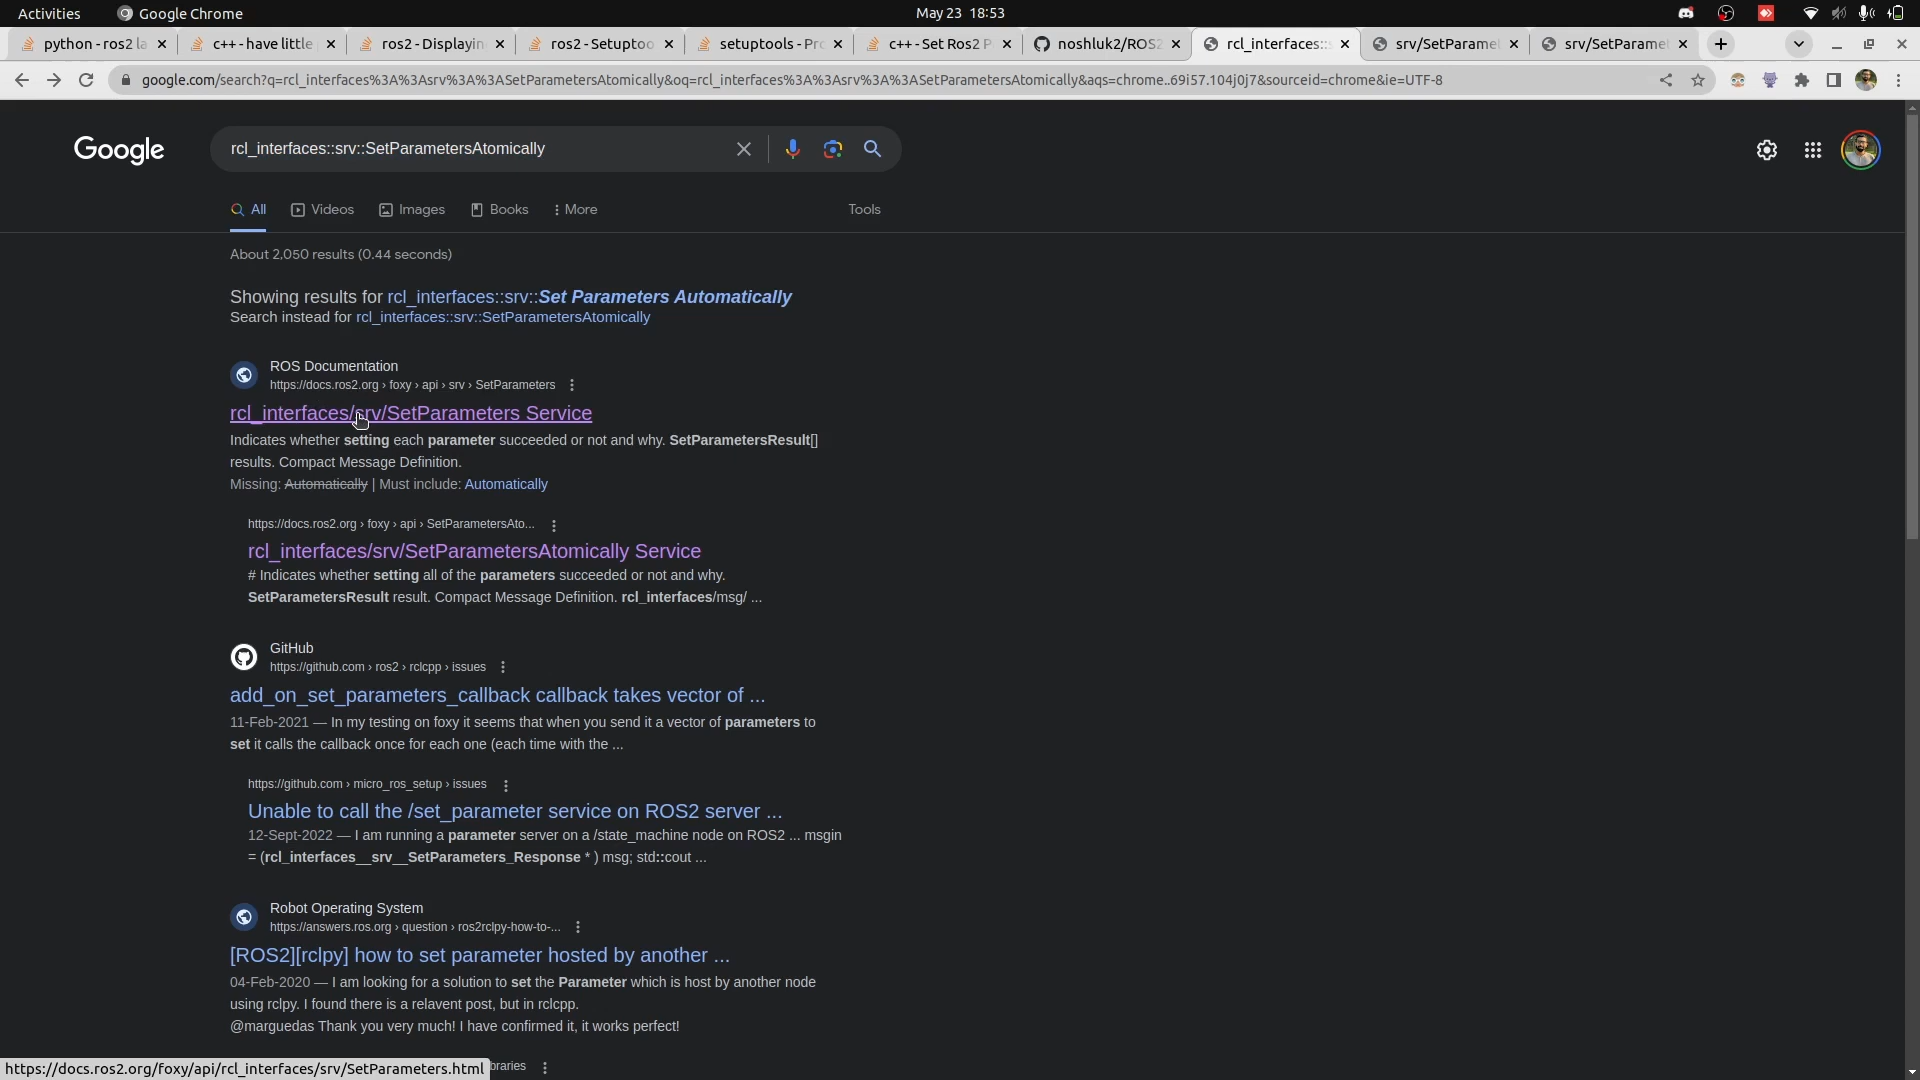 Activities
Google Chrome
May 23 18:53
python - ros2 la
c++ - have little
ros2 - Displayin
ros2 - Setuptoo
setuptools - Pro
c++ - Set Ros2 P
noshluk2/ROS2
rcl_interfaces::
srv/SetParamet
srv/SetParamet
google.com/search?q=rcl_interfaces%3A%3Asrv%3A%3ASetParametersAtomically&oq=rcl_interfaces%3A%3Asrv%3A%3ASetParametersAtomically&aqs=chrome..69i57.104j0j7&sourceid=chrome&ie=UTF-8
Google
rcl_interfaces::srv::SetParametersAtomically
All
Videos
Images
Books
More
Tools
About 2,050 results (0.44 seconds)
Showing results for rcl_interfaces::srv::Set Parameters Automatically
Search instead for rcl_interfaces::srv::SetParametersAtomically
ROS Documentation
https://docs.ros2.org › foxy › api › srv › SetParameters
rcl_interfaces/srv/SetParameters Service
Indicates whether setting each parameter succeeded or not and why. SetParametersResult[]
results. Compact Message Definition.
Missing: Automatically | Must include: Automatically
https://docs.ros2.org › foxy › api › SetParametersAto...
rcl_interfaces/srv/SetParametersAtomically Service
# Indicates whether setting all of the parameters succeeded or not and why.
SetParametersResult result. Compact Message Definition. rcl_interfaces/msg/ ...
GitHub
https://github.com › ros2 › rclcpp › issues
add_on_set_parameters_callback callback takes vector of ...
11-Feb-2021 — In my testing on foxy it seems that when you send it a vector of parameters to
set it calls the callback once for each one (each time with the ...
https://github.com › micro_ros_setup › issues
Unable to call the /set_parameter service on ROS2 server ...
12-Sept-2022 — I am running a parameter server on a /state_machine node on ROS2 ... msgin
= (rcl_interfaces__srv__SetParameters_Response * ) msg; std::cout ...
Robot Operating System
https://answers.ros.org › question › ros2rclpy-how-to-...
[ROS2][rclpy] how to set parameter hosted by another ...
04-Feb-2020 — I am looking for a solution to set the Parameter which is host by another node
using rclpy. I found there is a relavent post, but in rclcpp.
@marguedas Thank you very much! I have confirmed it, it works perfect!
https://docs.ros2.org/foxy/api/rcl_interfaces/srv/SetParameters.html
braries